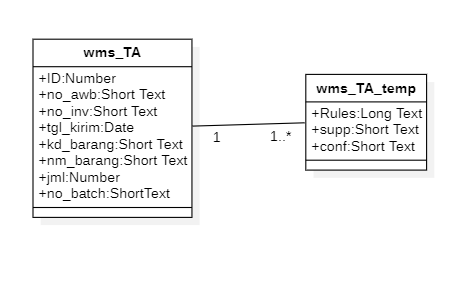 wms_TA
+ID:Number
+no_awb:Short Text
+no_inv:Short Text
+tgl_kirim:Date
+kd_barang:Short Text
+nm_barang:Short Text
+jml:Number
+no_batch:ShortText
1
1..*
wms_TA_temp
+Rules:Long Text
+supp:Short Text
+conf:Short Text